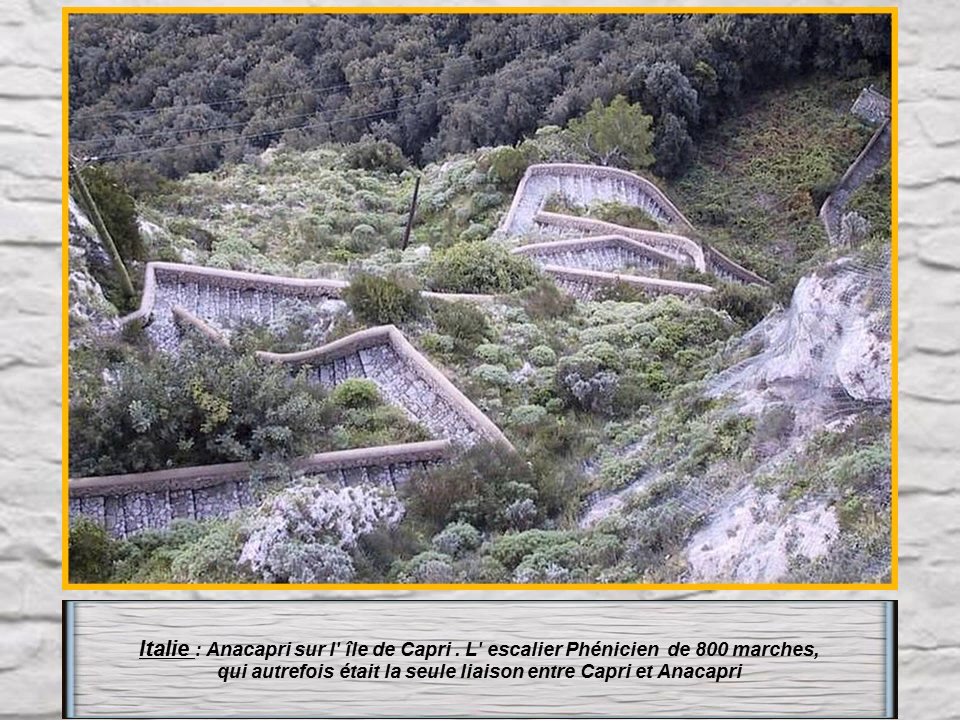 Italie : Anacapri sur l' île de Capri . L' escalier Phénicien de 800 marches,
qui autrefois était la seule liaison entre Capri et Anacapri